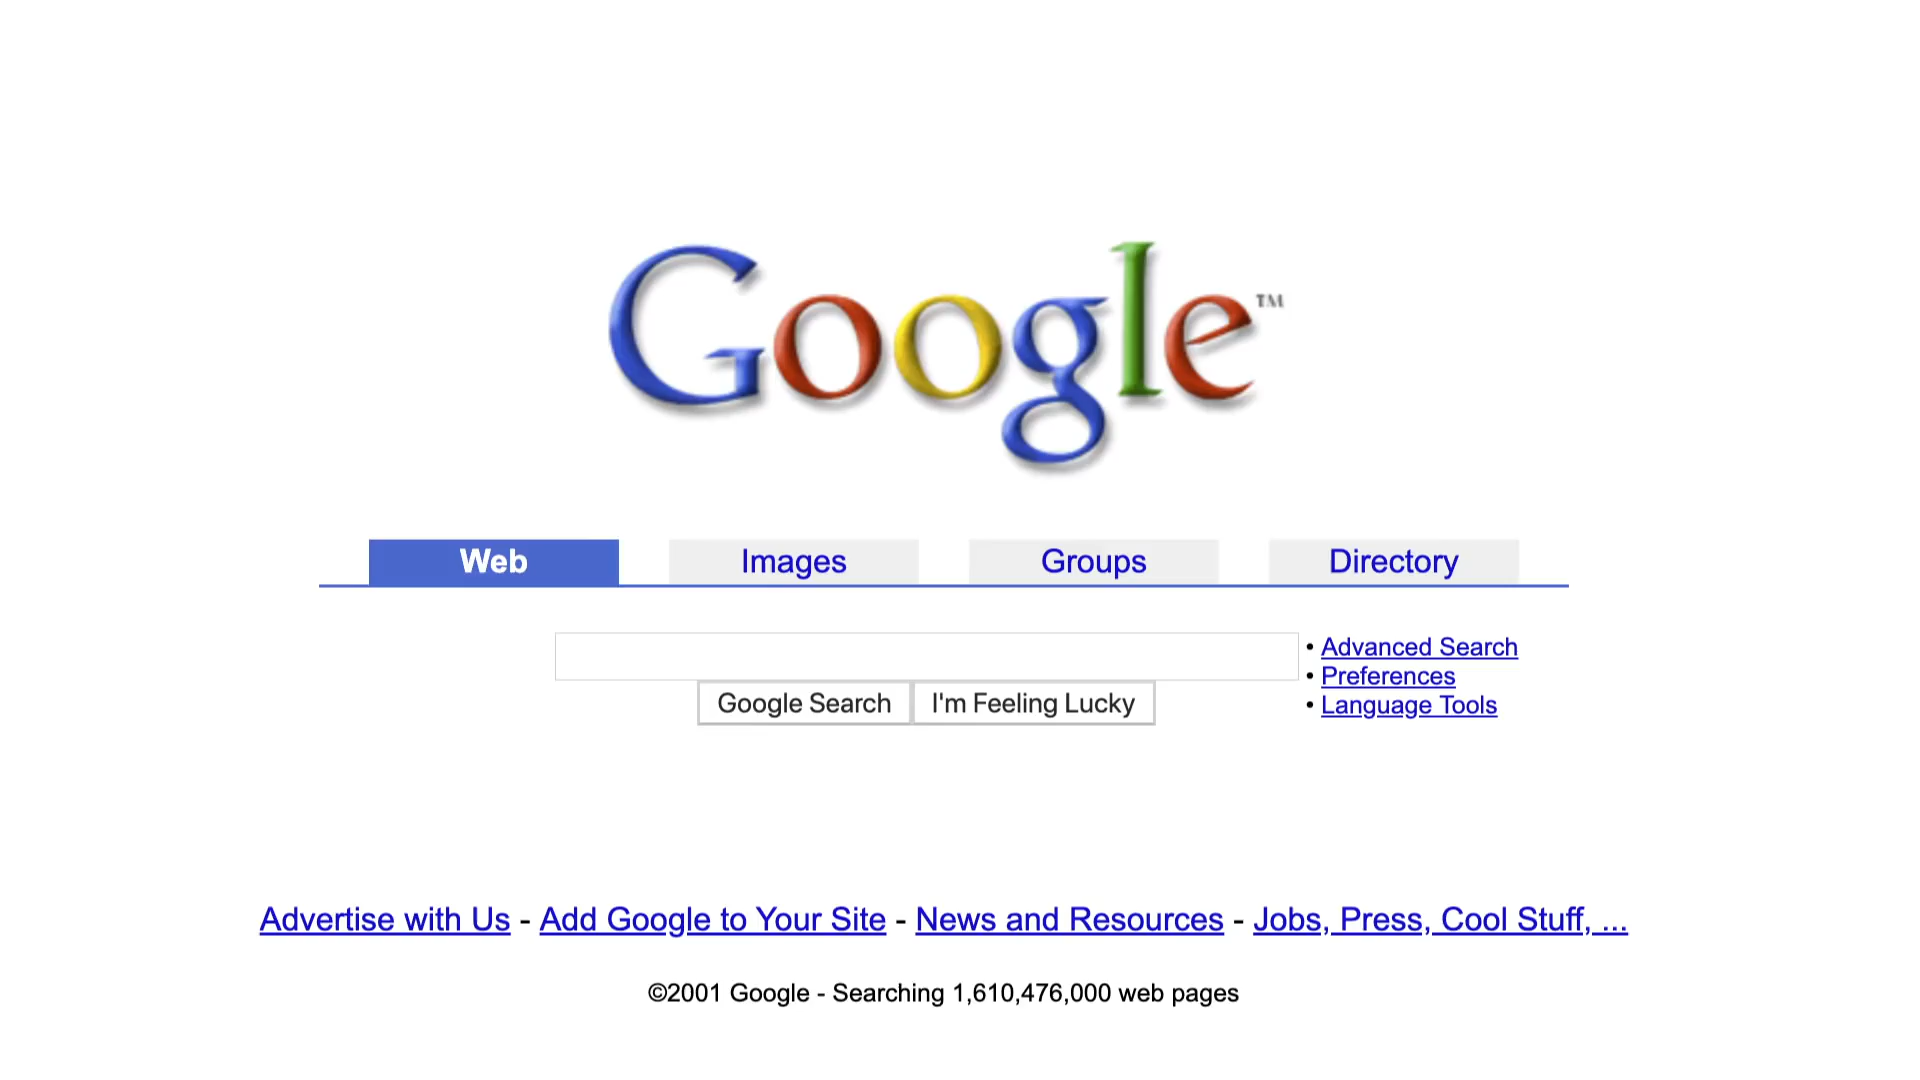 Google™
Web Images Groups Directory
• Advanced Search
• Preferences
• Language Tools
Google Search I'm Feeling Lucky
Advertise with Us - Add Google to Your Site - News and Resources - Jobs, Press, Cool Stuff, ...
©2001 Google - Searching 1,610,476,000 web pages